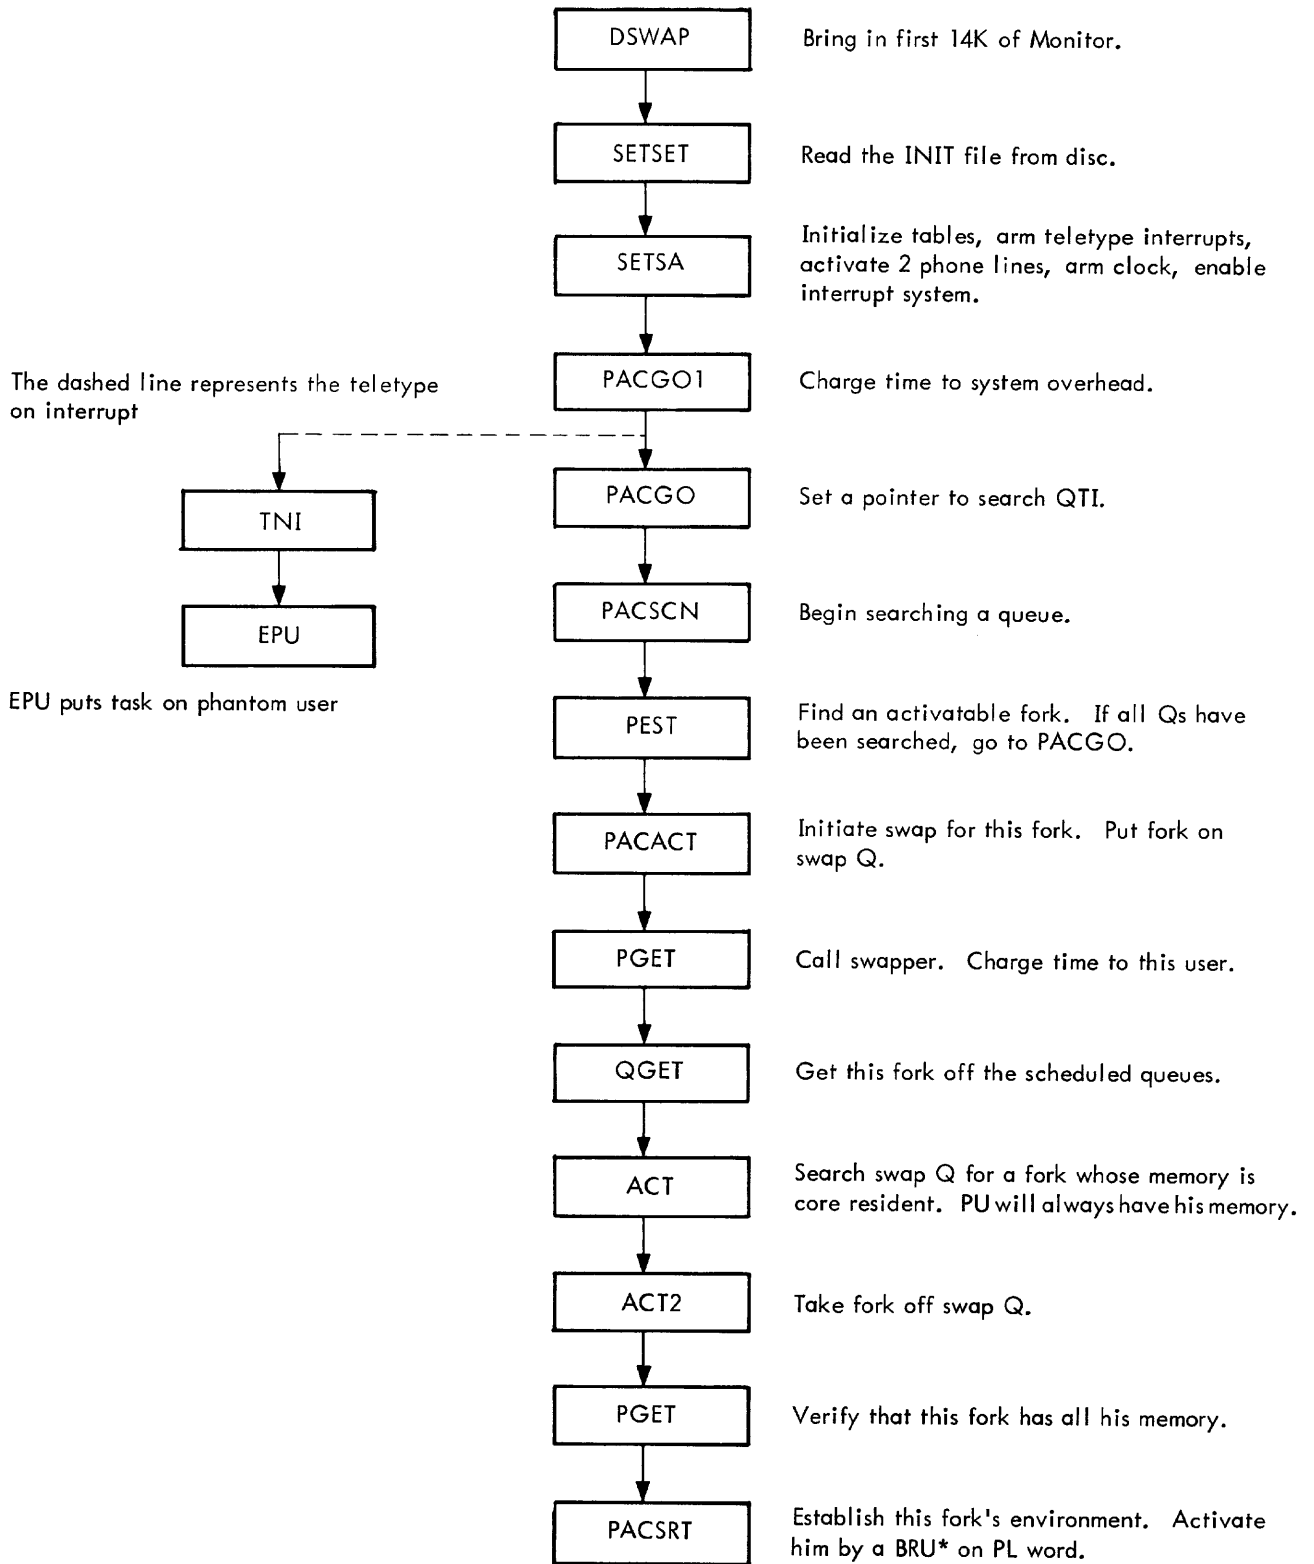 DSWAP
Bring in first 14K of Monitor.
SETSET
Read the INIT file from disc.
SETSA
Initialize tables, arm teletype interrupts,
activate 2 phone lines, arm clock, enable
interrupt system.
The dashed line represents the teletype
on interrupt
PACGO1
Charge time to system overhead.
TNI
PACGO
Set a pointer to search QTI.
EPU
PACSCN
Begin searching a queue.
EPU puts task on phantom user
PEST
Find an activatable fork. If all Qs have
been searched, go to PACGO.
PACACT
Initiate swap for this fork. Put fork on
swap Q.
PGET
Call swapper. Charge time to this user.
QGET
Get this fork off the scheduled queues.
ACT
Search swap Q for a fork whose memory is
core resident. PU will always have his memory.
ACT2
Take fork off swap Q.
PGET
Verify that this fork has all his memory.
PACSRT
Establish this fork's environment. Activate
him by a BRU* on PL word.